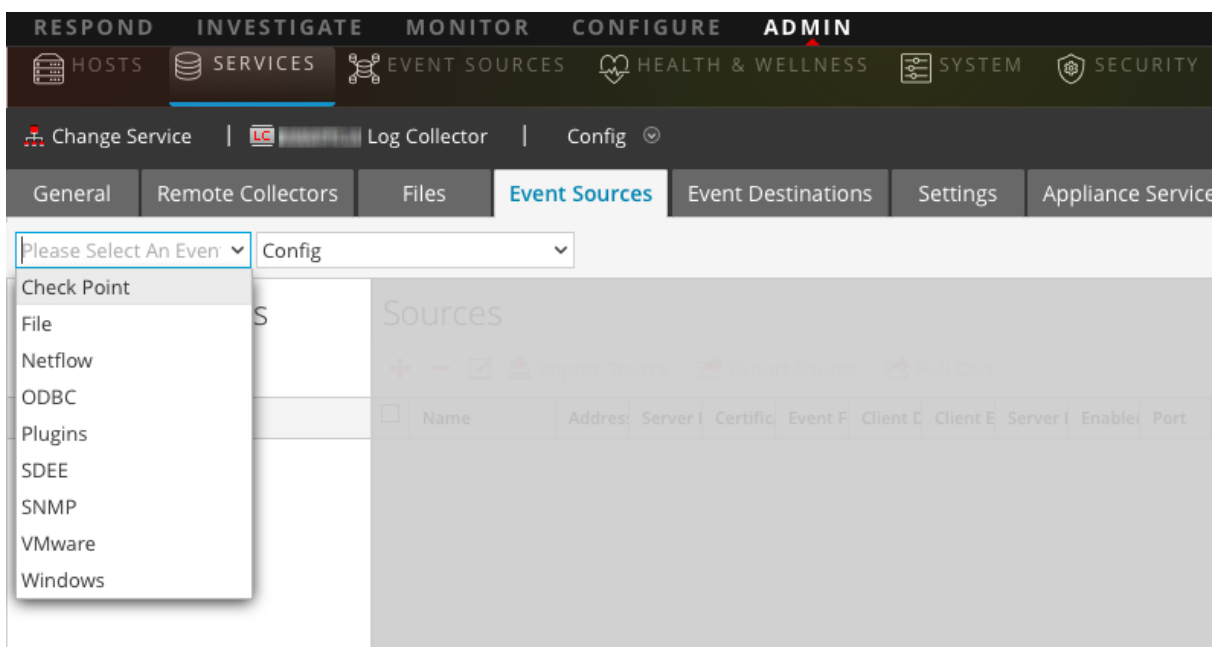 RESPOND INVESTIGATE MONITOR CONFIGURE ADMIN
HOSTS SERVICES EVENT SOURCES HEALTH & WELLNESS SYSTEM SECURITY
Change Service | LC Log Collector | Config
General Remote Collectors Files Event Sources Event Destinations Settings Appliance Service
Please Select An Even Config
Check Point
File
Netflow
ODBC
Plugins
SDEE
SNMP
VMware
Windows
s Sources
Import Source Export Source
Name Addres Server Certific Event F Client D Client E Server Enable Port